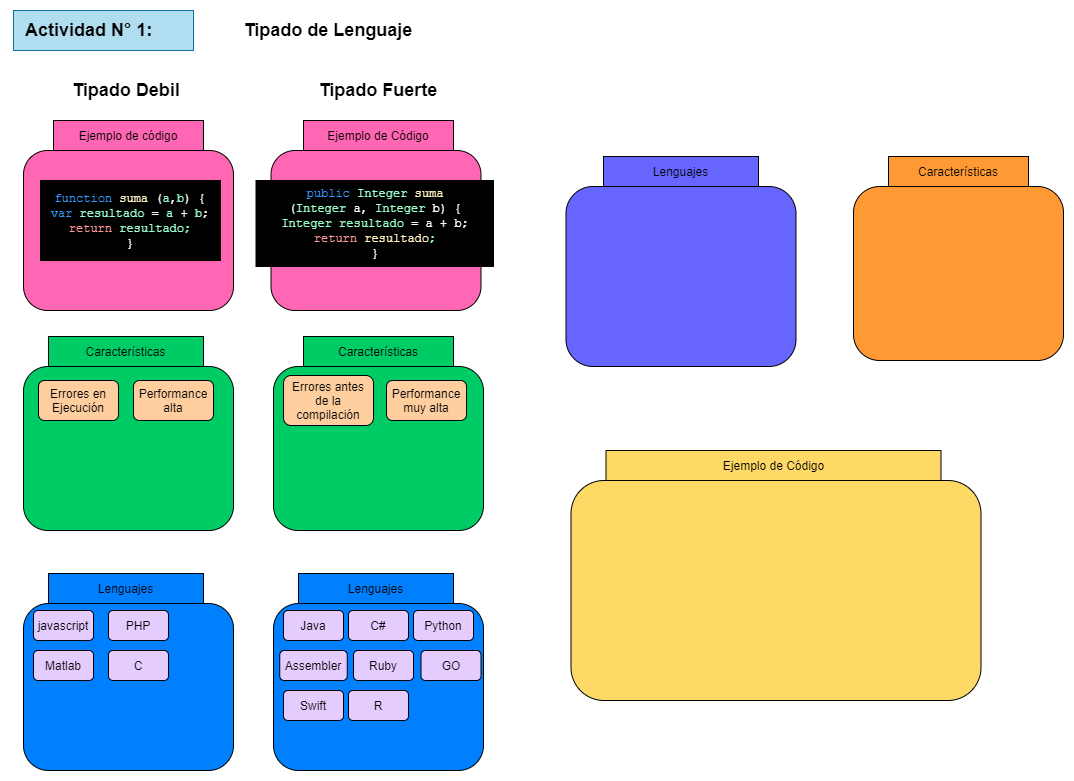 Actividad N° 1:
Tipado de Lenguaje
Tipado Debil
Tipado Fuerte
Ejemplo de código
function suma (a,b) {
var resultado = a + b;
return resultado;
}
Ejemplo de Código
public Integer suma
(Integer a, Integer b) {
Integer resultado = a + b;
return resultado;
}
Características
Errores en
Ejecución
Performance
alta
Características
Errores antes
de la
compilación
Performance
muy alta
Lenguajes
javascript
PHP
Matlab
C
Lenguajes
Java
C#
Python
Assembler
Ruby
GO
Swift
R
Lenguajes
Características
Ejemplo de Código